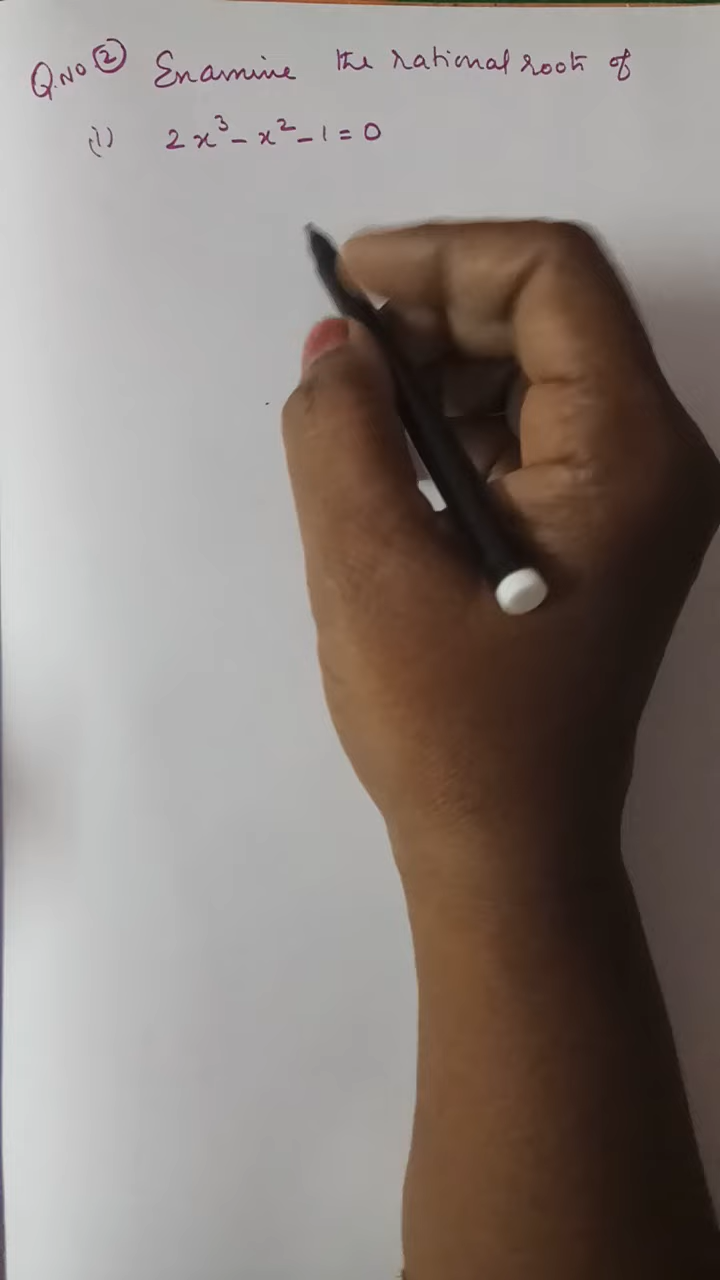 Q.NO ② Examine the rational roots of
(i) 2x³ - x² - 1 = 0